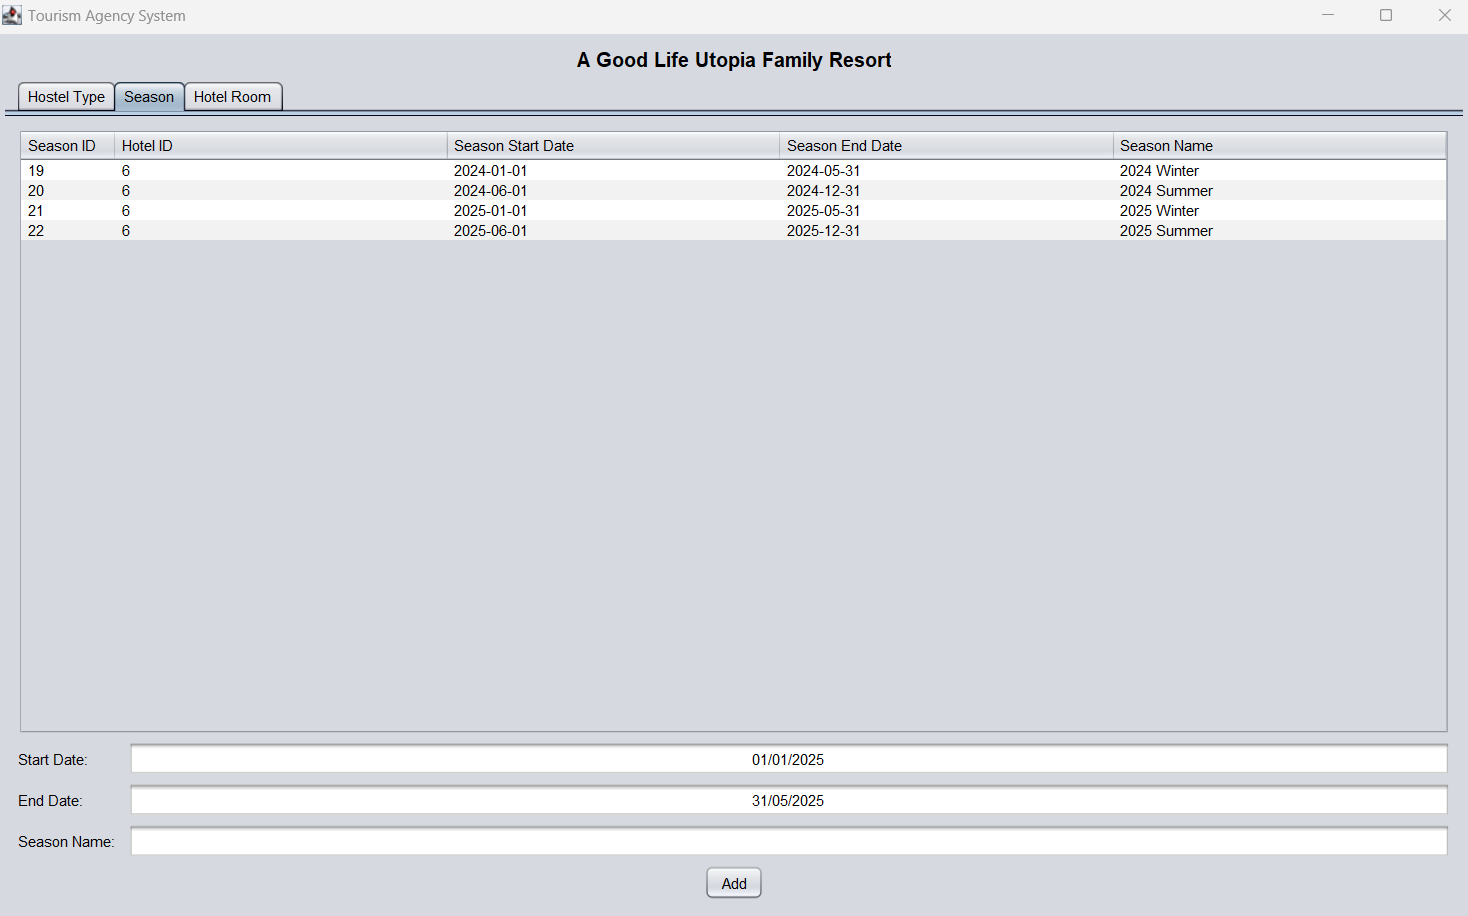 Tourism Agency System
A Good Life Utopia Family Resort
Hostel Type Season Hotel Room
Season ID Hotel ID Season Start Date Season End Date Season Name
19 6 2024-01-01 2024-05-31 2024 Winter
20 6 2024-06-01 2024-12-31 2024 Summer
21 6 2025-01-01 2025-05-31 2025 Winter
22 6 2025-06-01 2025-12-31 2025 Summer
Start Date: 01/01/2025
End Date: 31/05/2025
Season Name:
Add